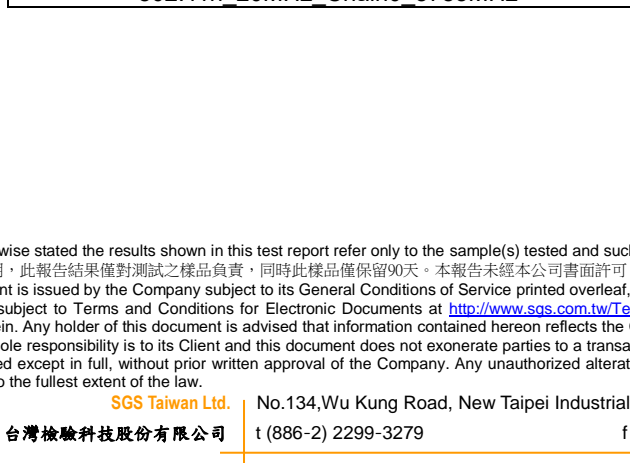 wise stated the results shown in this test report refer only to the sample(s) tested and such
，此報告結果僅對測試之樣品負責，同時此樣品僅保留90天。本報告未經本公司書面許可
nt is issued by the Company subject to its General Conditions of Service printed overleaf,
subject to Terms and Conditions for Electronic Documents at http://www.sgs.com.tw/Te
ein. Any holder of this document is advised that information contained hereon reflects the
ole responsibility is to its Client and this document does not exonerate parties to a transa
ed except in full, without prior written approval of the Company. Any unauthorized alterat
o the fullest extent of the law.
SGS Taiwan Ltd. No.134,Wu Kung Road, New Taipei Industrial
台灣檢驗科技股份有限公司 t (886-2) 2299-3279 f